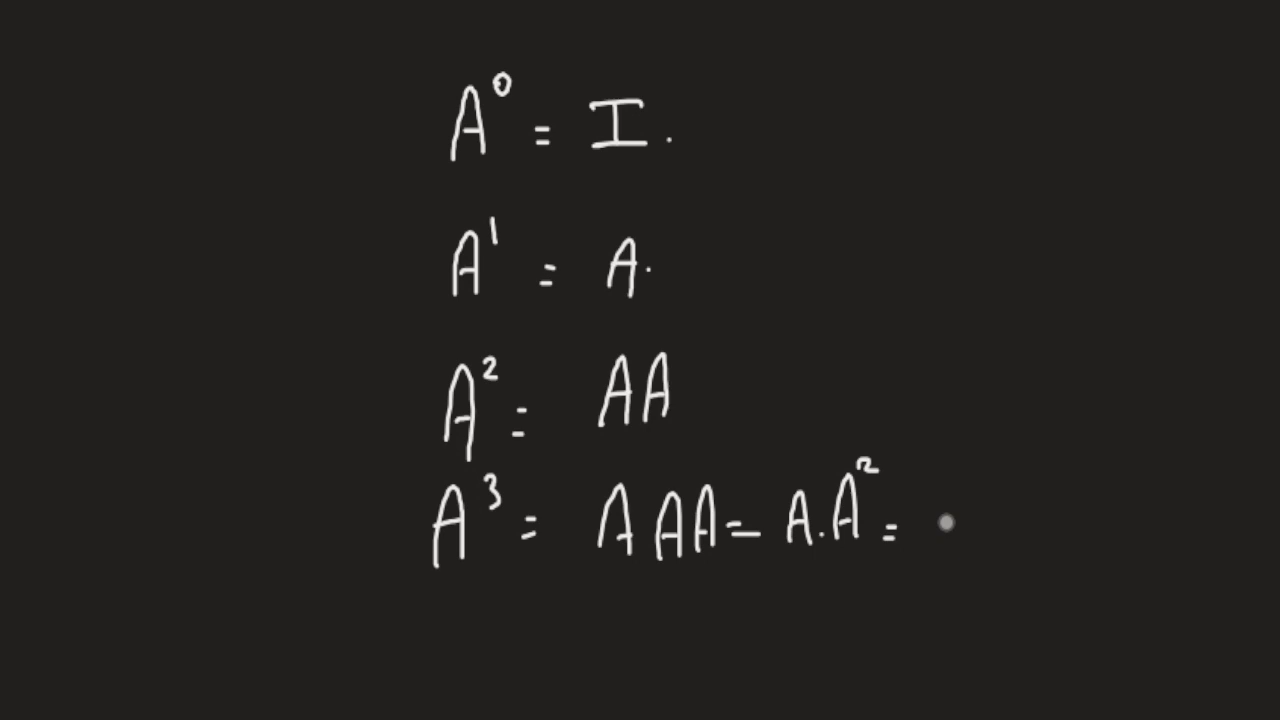 A⁰ = I.
A¹ = A.
A² = AA
A³ = AAA = A.A² =